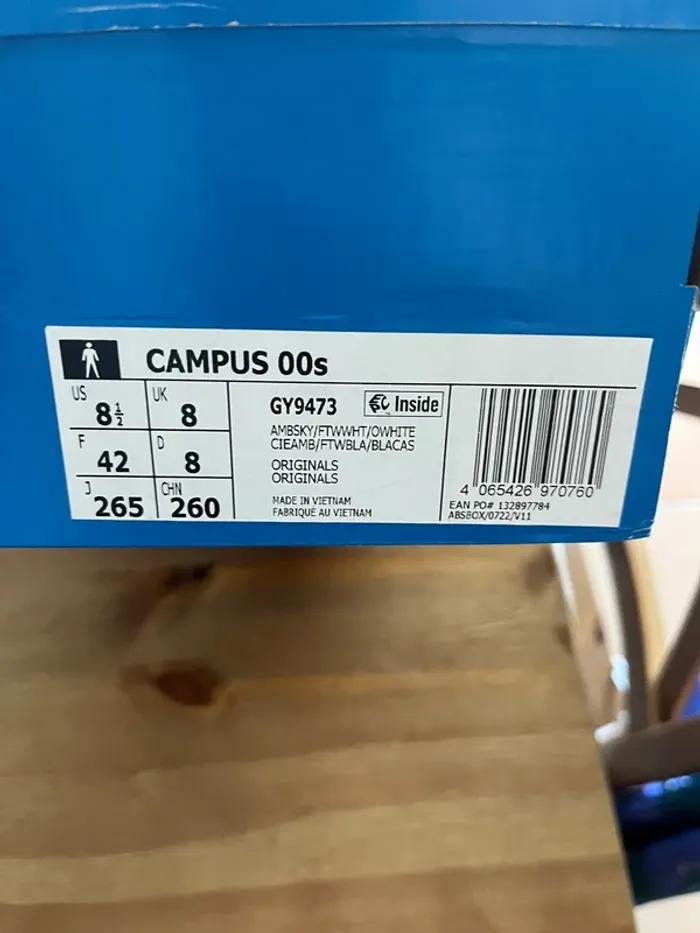 CAMPUS 00s
US 8½
UK 8
F 42
D 8
J 265
CHN 260
GY9473
Inside
AMBSKY/FTWWHT/OWHITE
CIEAMB/FTWBLA/BLACAS
ORIGINALS
ORIGINALS
MADE IN VIETNAM
FABRIQUÉ AU VIETNAM
4 065426 970760
EAN PO# 132897784
ABSBOX/0722/V11